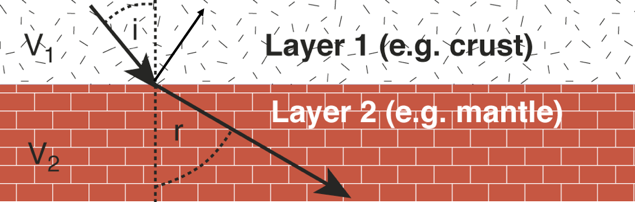 V1
i
Layer 1 (e.g. crust)
Layer 2 (e.g. mantle)
r
V2